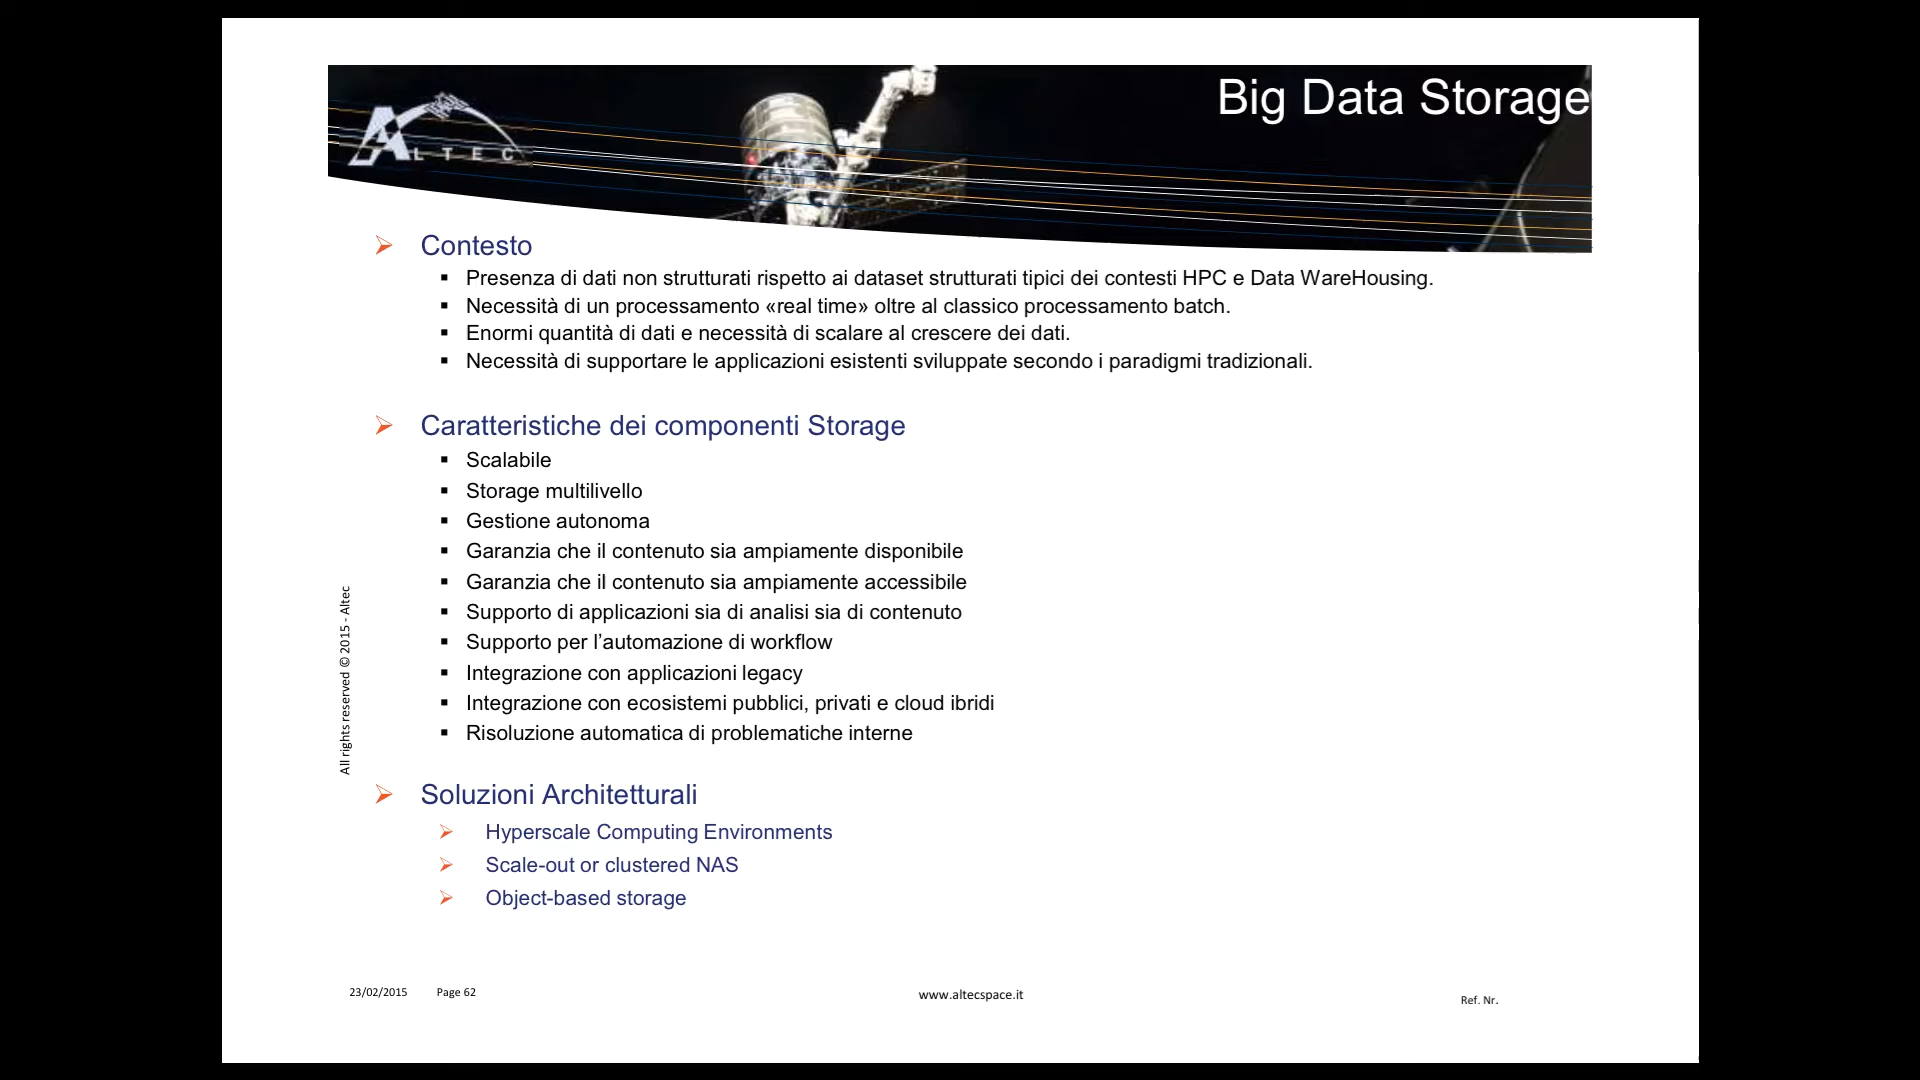 Big Data Storage
ALTEC
Contesto
Presenza di dati non strutturati rispetto ai dataset strutturati tipici dei contesti HPC e Data WareHousing.
Necessità di un processamento «real time» oltre al classico processamento batch.
Enormi quantità di dati e necessità di scalare al crescere dei dati.
Necessità di supportare le applicazioni esistenti sviluppate secondo i paradigmi tradizionali.
Caratteristiche dei componenti Storage
Scalabile
Storage multilivello
Gestione autonoma
Garanzia che il contenuto sia ampiamente disponibile
Garanzia che il contenuto sia ampiamente accessibile
Supporto di applicazioni sia di analisi sia di contenuto
Supporto per l’automazione di workflow
Integrazione con applicazioni legacy
Integrazione con ecosistemi pubblici, privati e cloud ibridi
Risoluzione automatica di problematiche interne
Soluzioni Architetturali
Hyperscale Computing Environments
Scale-out or clustered NAS
Object-based storage
All rights reserved © 2015 - Altec
23/02/2015 Page 62
www.altecspace.it
Ref. Nr.